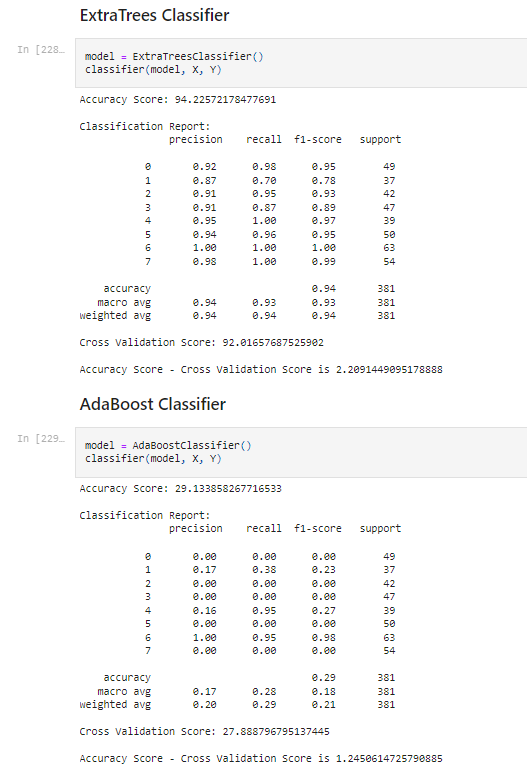 ExtraTrees Classifier
In [228…
model = ExtraTreesClassifier()
classifier(model, X, Y)
Accuracy Score: 94.22572178477691
Classification Report:
precision recall f1-score support
0 0.92 0.98 0.95 49
1 0.87 0.70 0.78 37
2 0.91 0.95 0.93 42
3 0.91 0.87 0.89 47
4 0.95 1.00 0.97 39
5 0.94 0.96 0.95 50
6 1.00 1.00 1.00 63
7 0.98 1.00 0.99 54
accuracy 0.94 381
macro avg 0.94 0.93 0.93 381
weighted avg 0.94 0.94 0.94 381
Cross Validation Score: 92.01657687525902
Accuracy Score - Cross Validation Score is 2.2091449095178888
AdaBoost Classifier
In [229…
model = AdaBoostClassifier()
classifier(model, X, Y)
Accuracy Score: 29.133858267716533
Classification Report:
precision recall f1-score support
0 0.00 0.00 0.00 49
1 0.17 0.38 0.23 37
2 0.00 0.00 0.00 42
3 0.00 0.00 0.00 47
4 0.16 0.95 0.27 39
5 0.00 0.00 0.00 50
6 1.00 0.95 0.98 63
7 0.00 0.00 0.00 54
accuracy 0.29 381
macro avg 0.17 0.28 0.18 381
weighted avg 0.20 0.29 0.21 381
Cross Validation Score: 27.888796795137445
Accuracy Score - Cross Validation Score is 1.2450614725790885